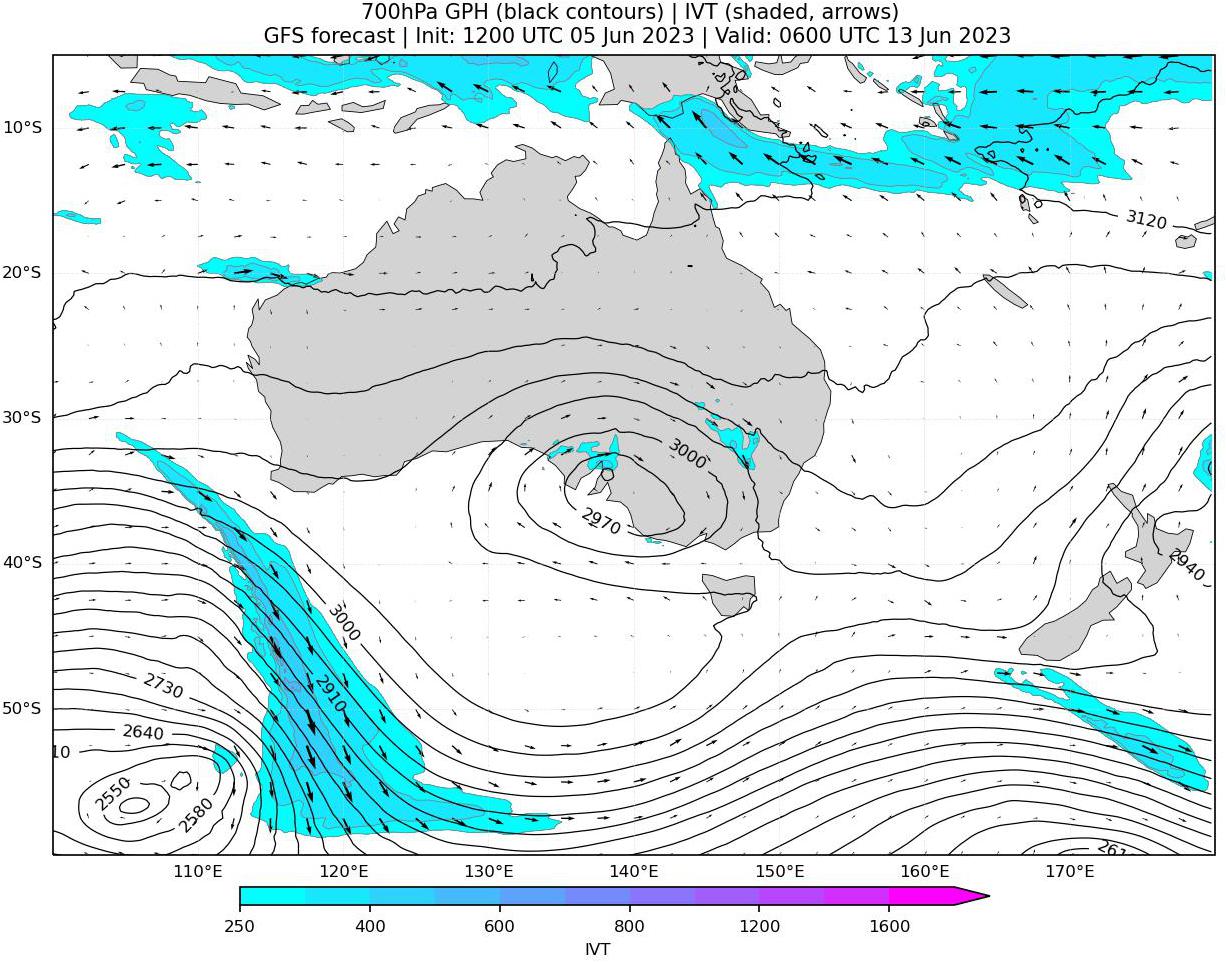 700hPa GPH (black contours) | IVT (shaded, arrows)
GFS forecast | Init: 1200 UTC 05 Jun 2023 | Valid: 0600 UTC 13 Jun 2023
10°S
3120
20°S
30°S
3000
2970
40°S
2940
3000
2730
2910
50°S
2640
10
2550
2580
261
110°E 120°E 130°E 140°E 150°E 160°E 170°E
250 400 600 800 1200 1600
IVT